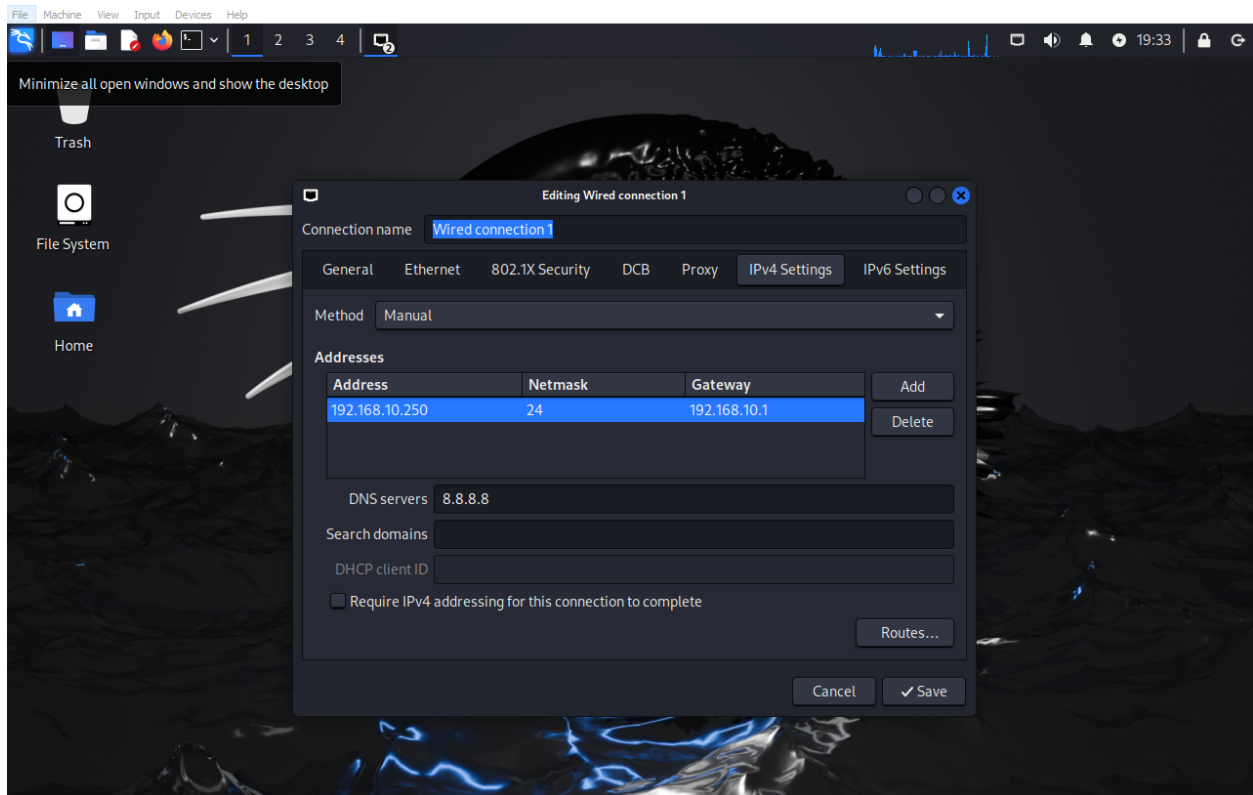 File Machine View Input Devices Help
1 2 3 4 2 19:33
Minimize all open windows and show the desktop
Trash
File System
Home
Editing Wired connection 1
Connection name Wired connection 1
General Ethernet 802.1X Security DCB Proxy IPv4 Settings IPv6 Settings
Method Manual
Addresses
Address Netmask Gateway Add
192.168.10.250 24 192.168.10.1
Delete
DNS servers 8.8.8.8
Search domains
DHCP client ID
Require IPv4 addressing for this connection to complete
Routes...
Cancel Save